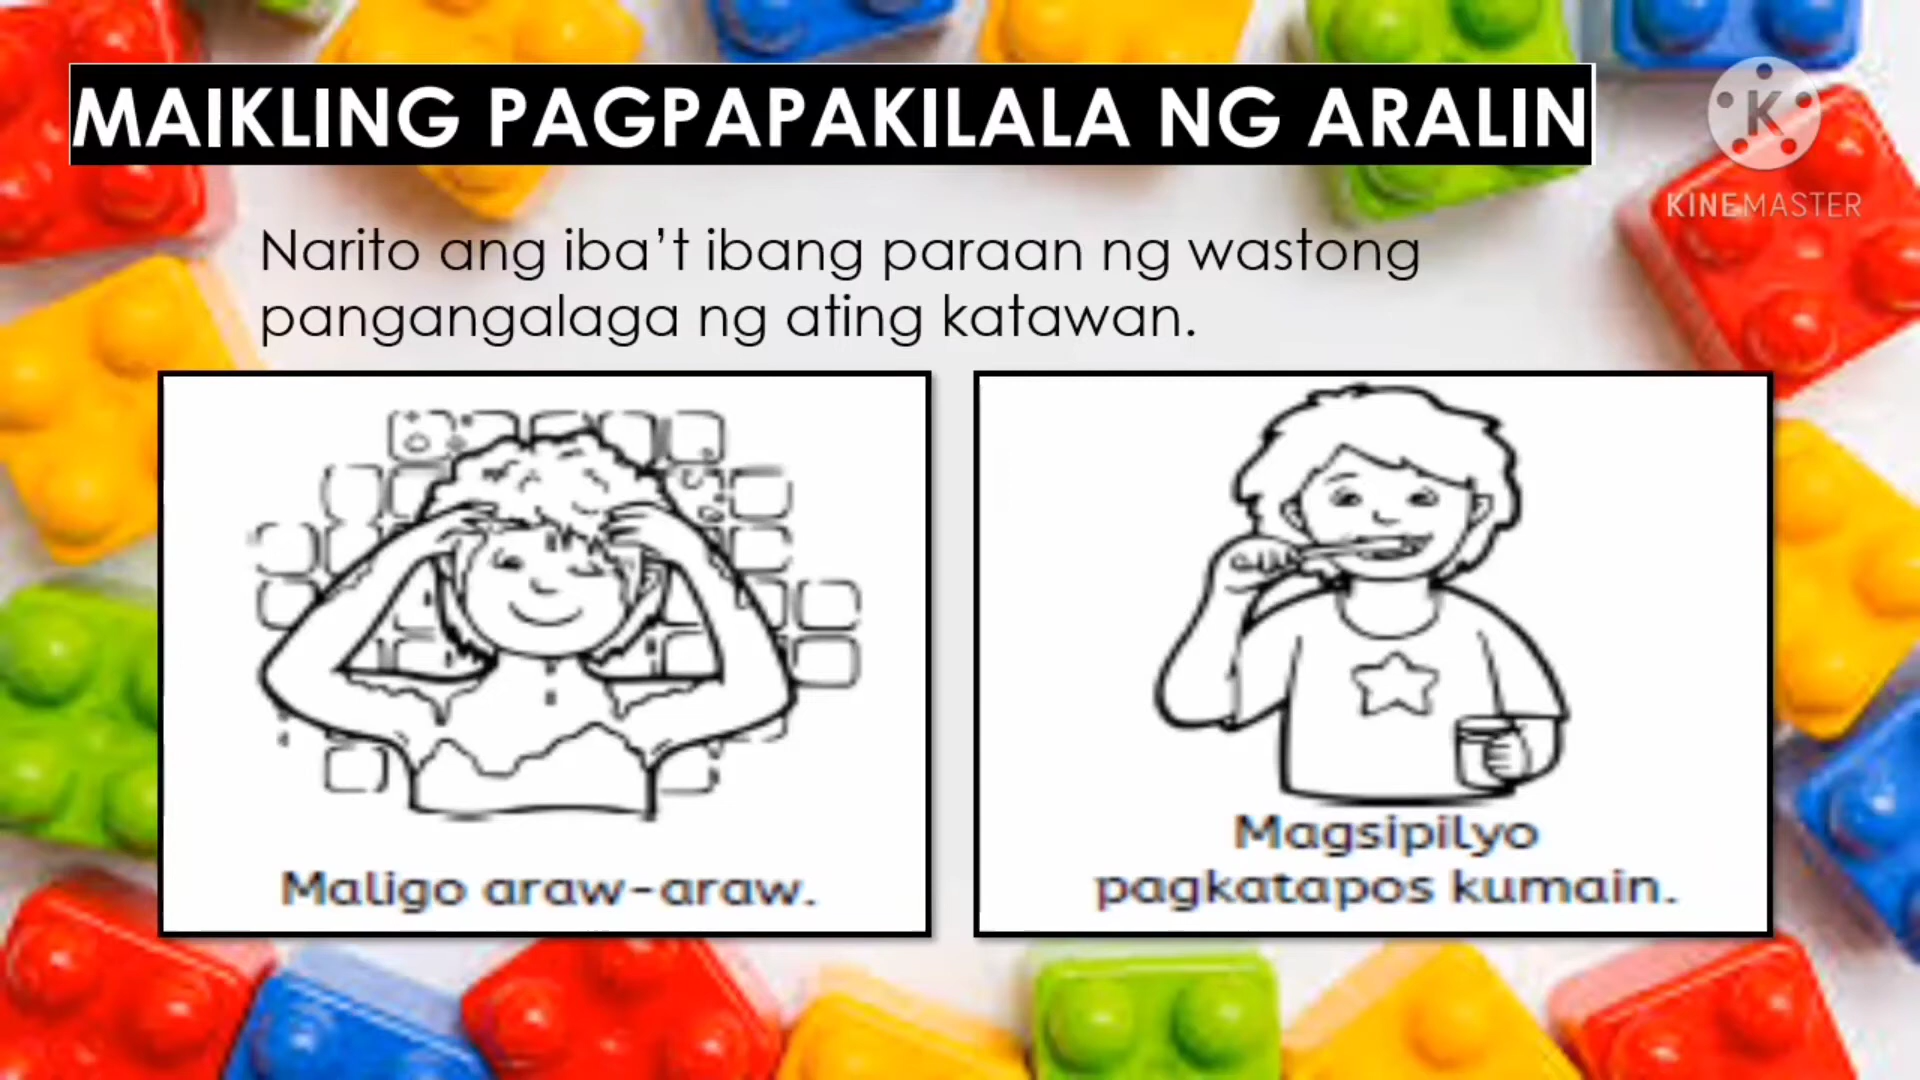 MAIKLING PAGPAPAKILALA NG ARALIN
K
KINEMASTER
Narito ang iba’t ibang paraan ng wastong
pangangalaga ng ating katawan.
Maligo araw-araw.
Magsipilyo
pagkatapos kumain.